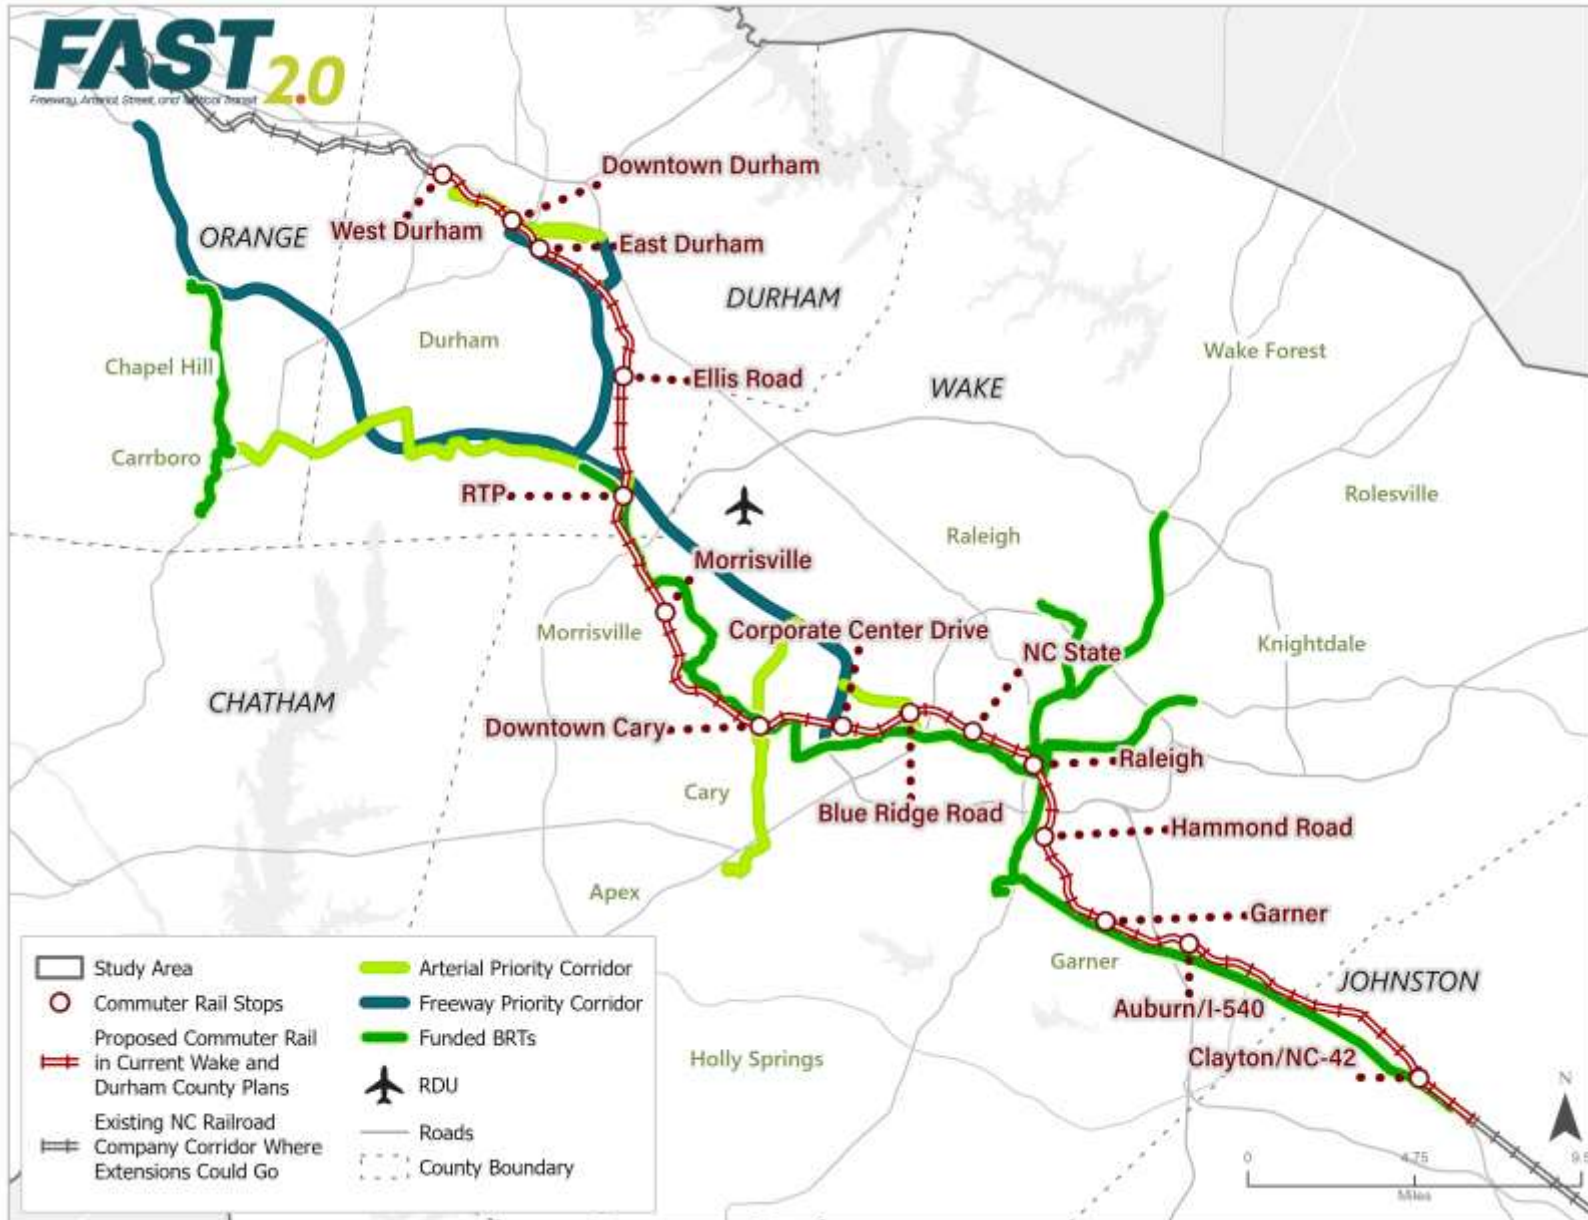 FAST 2.0
Freeway, Arterial, Street, and Tactical Transit
Downtown Durham
West Durham
ORANGE
East Durham
DURHAM
Durham
Chapel Hill
Wake Forest
Ellis Road
WAKE
Carrboro
RTP
Rolesville
Raleigh
Morrisville
Morrisville
Corporate Center Drive
NC State
Knightdale
CHATHAM
Downtown Cary
Raleigh
Cary
Blue Ridge Road
Hammond Road
Apex
Garner
Garner
JOHNSTON
Auburn/I-540
Holly Springs
Clayton/NC-42
Study Area
Commuter Rail Stops
Proposed Commuter Rail
in Current Wake and
Durham County Plans
Existing NC Railroad
Company Corridor Where
Extensions Could Go
Arterial Priority Corridor
Freeway Priority Corridor
Funded BRTs
RDU
Roads
County Boundary
N
0 4.75 9.5
Miles